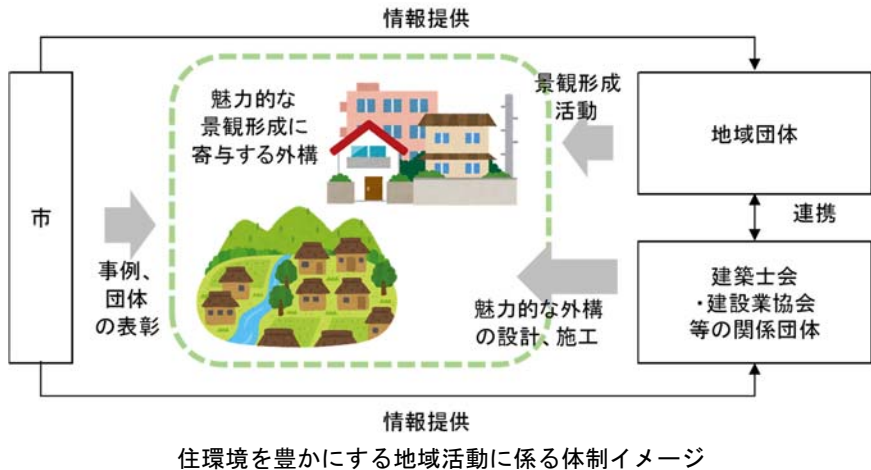 情報提供
市
魅力的な
景観形成に
寄与する外構
景観形成
活動
地域団体
連携
事例、
団体
の表彰
魅力的な外構
の設計、施工
建築士会
・建設業協会
等の関係団体
情報提供
住環境を豊かにする地域活動に係る体制イメージ